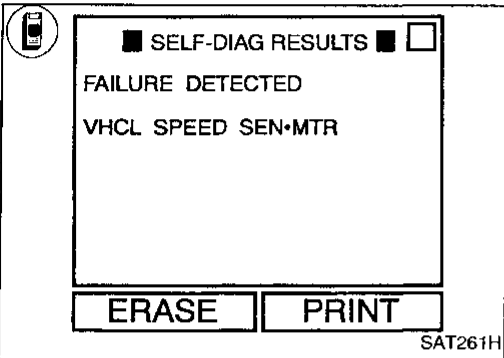 ■ SELF-DIAG RESULTS ■ □
FAILURE DETECTED
VHCL SPEED SEN•MTR
ERASE PRINT
SAT261H